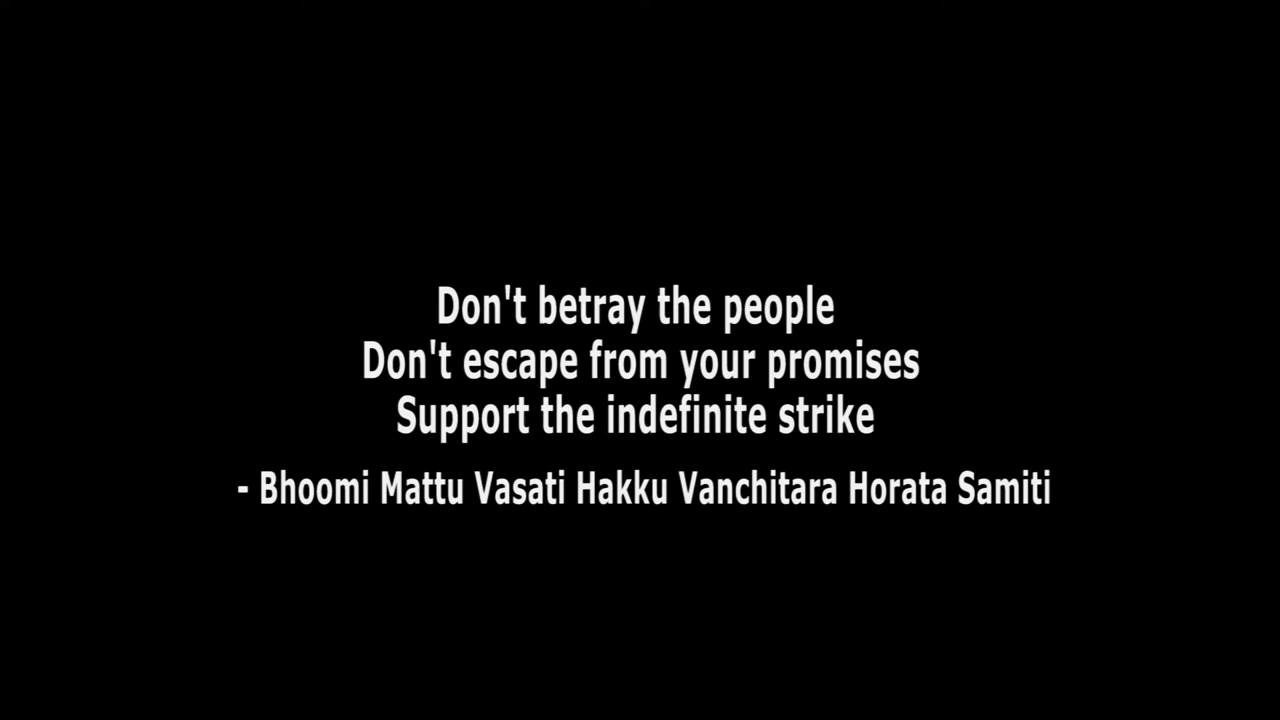 Don't betray the people
Don't escape from your promises
Support the indefinite strike
- Bhoomi Mattu Vasati Hakku Vanchitara Horata Samiti